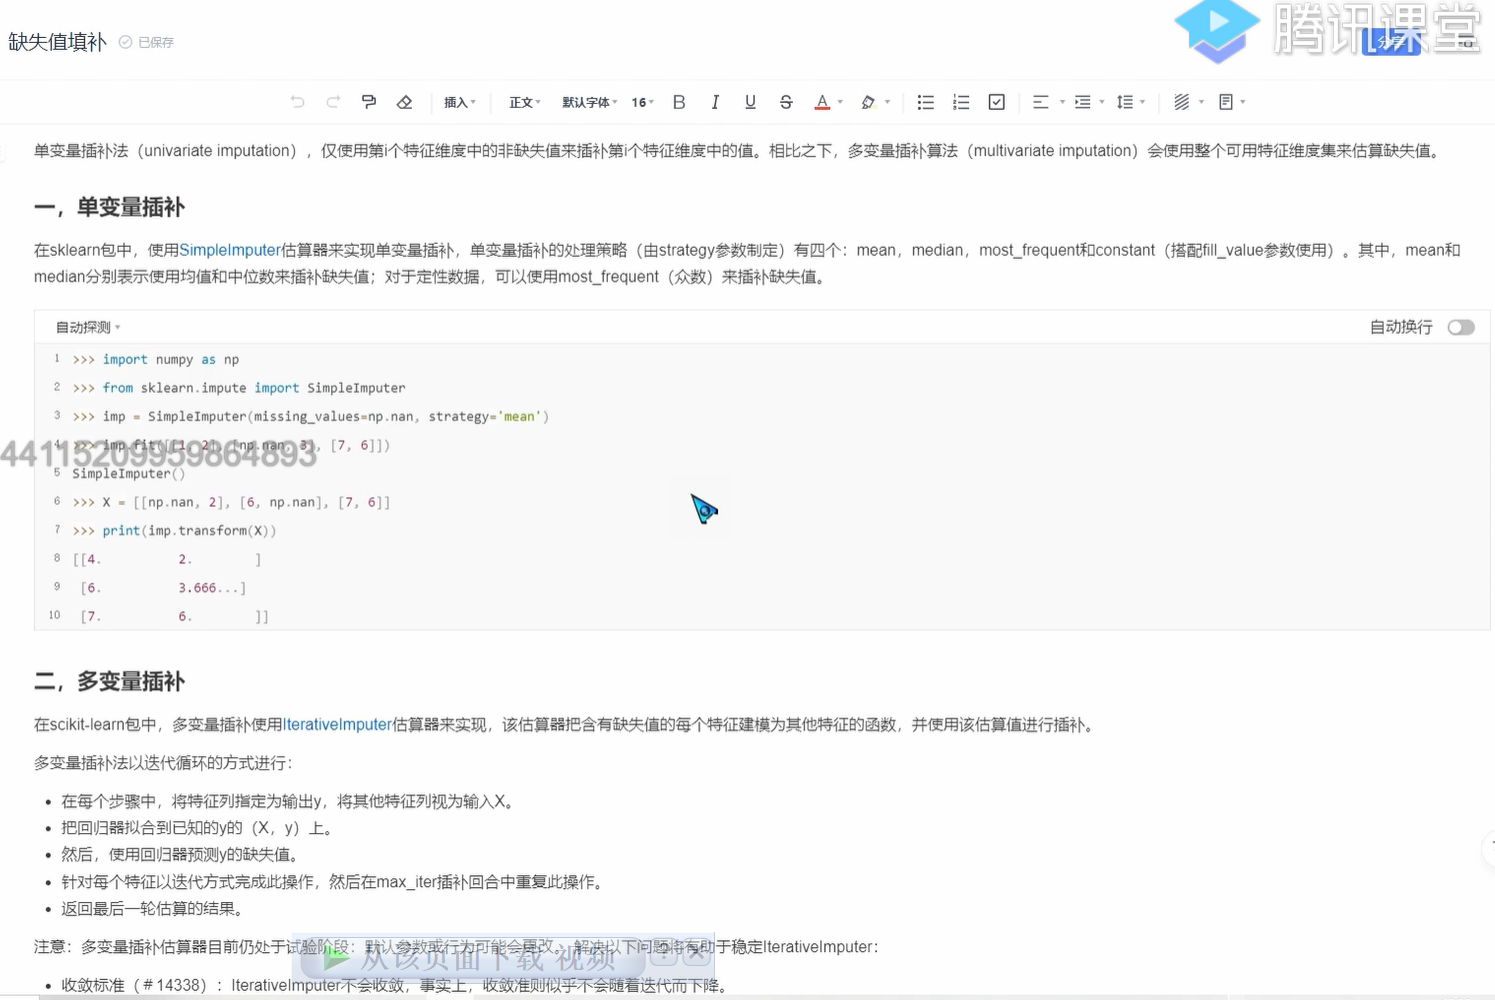 缺失值填补 已保存
腾讯课堂
分享
插入 正文 默认字体 16 B I U S A
单变量插补法（univariate imputation），仅使用第i个特征维度中的非缺失值来插补第i个特征维度中的值。相比之下，多变量插补算法（multivariate imputation）会使用整个可用特征维度集来估算缺失值。
一，单变量插补
在sklearn包中，使用SimpleImputer估算器来实现单变量插补，单变量插补的处理策略（由strategy参数制定）有四个：mean，median，most_frequent和constant（搭配fill_value参数使用）。其中，mean和
median分别表示使用均值和中位数来插补缺失值；对于定性数据，可以使用most_frequent（众数）来插补缺失值。
自动探测 自动换行
1 >>> import numpy as np
2 >>> from sklearn.impute import SimpleImputer
3 >>> imp = SimpleImputer(missing_values=np.nan, strategy='mean')
4 >>> imp.fit([[1, 2], [np.nan, 3], [7, 6]])
44115209959864893
5 SimpleImputer()
6 >>> X = [[np.nan, 2], [6, np.nan], [7, 6]]
7 >>> print(imp.transform(X))
8 [[4. 2. ]
9 [6. 3.666...]
10 [7. 6. ]]
二，多变量插补
在scikit-learn包中，多变量插补使用IterativeImputer估算器来实现，该估算器把含有缺失值的每个特征建模为其他特征的函数，并使用该估算值进行插补。
多变量插补法以迭代循环的方式进行：
• 在每个步骤中，将特征列指定为输出y，将其他特征列视为输入X。
• 把回归器拟合到已知的y的（X，y）上。
• 然后，使用回归器预测y的缺失值。
• 针对每个特征以迭代方式完成此操作，然后在max_iter插补回合中重复此操作。
• 返回最后一轮估算的结果。
注意：多变量插补估算器目前仍处于试验阶段：默认参数或行为可能会更改。 解决以下问题将有助于稳定IterativeImputer：
从该页面下载 视频 ? X
• 收敛标准（＃14338）：IterativeImputer不会收敛，事实上，收敛准则似乎不会随着迭代而下降。